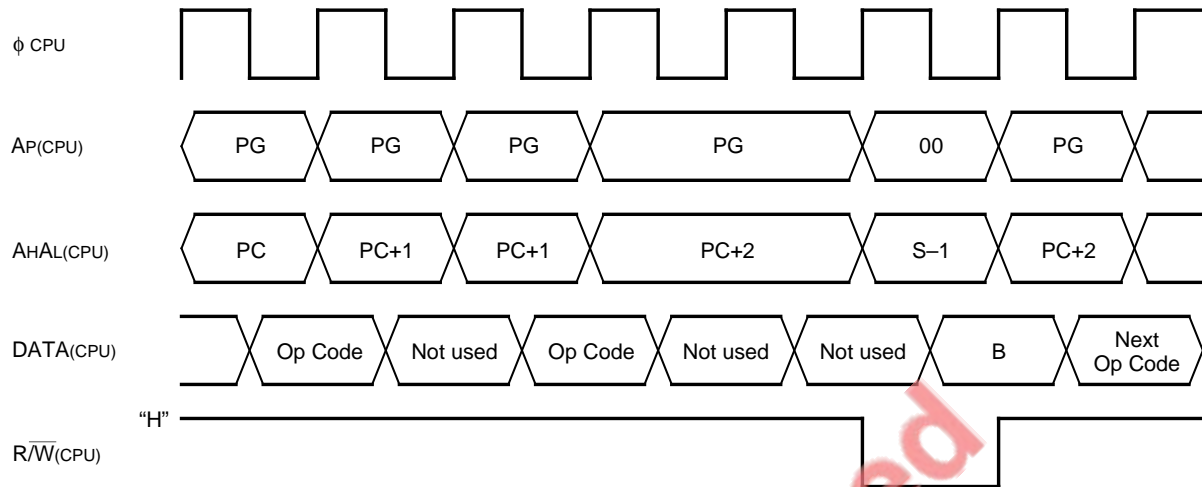 ϕ CPU
AP(CPU) PG PG PG PG 00 PG
AHAL(CPU) PC PC+1 PC+1 PC+2 S–1 PC+2
DATA(CPU) Op Code Not used Op Code Not used Not used B Next Op Code
“H”
R/W̅(CPU)